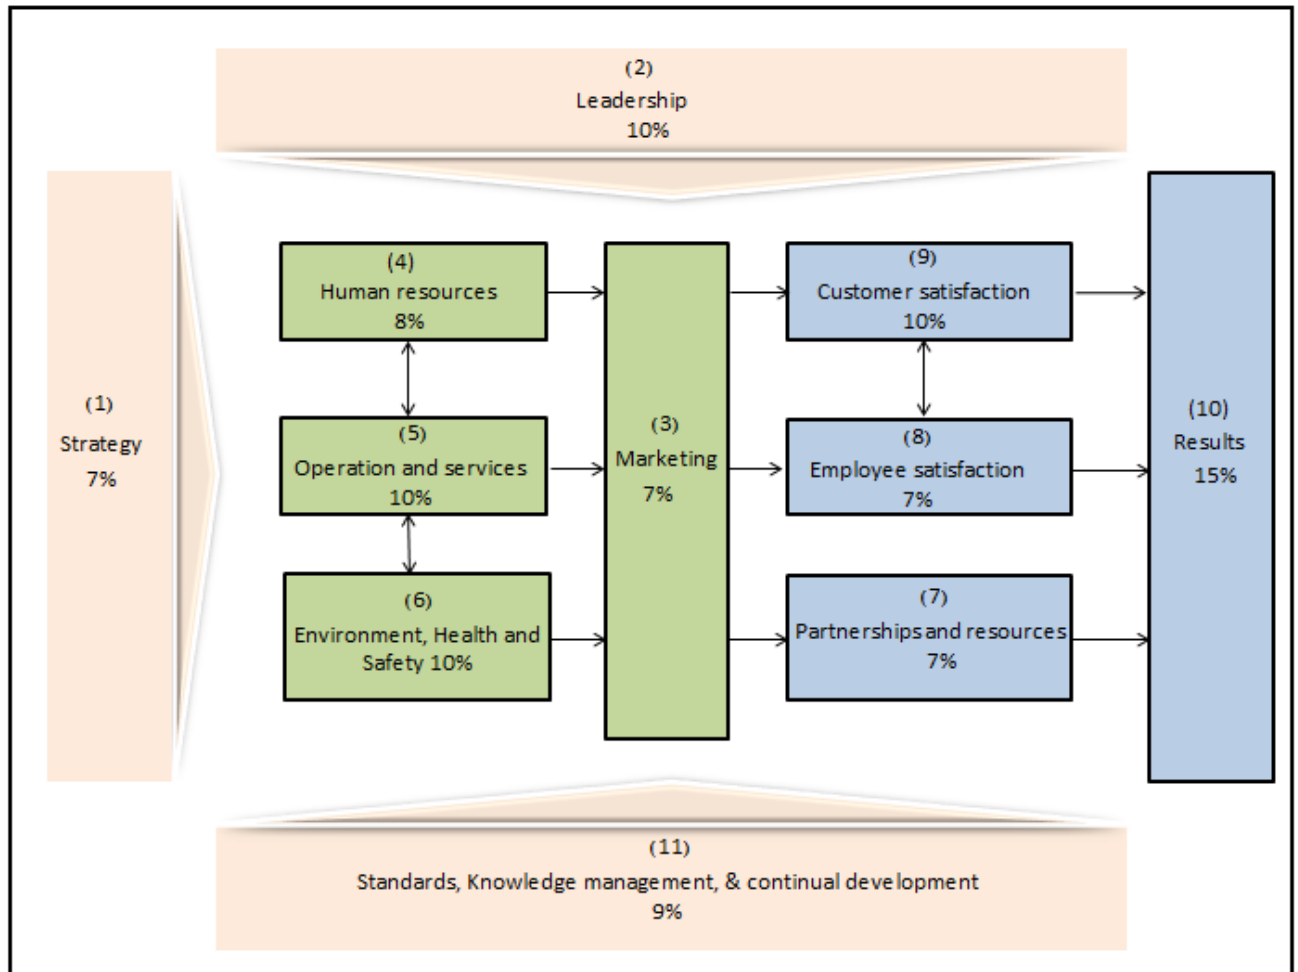 (2)
Leadership
10%
(1)
Strategy
7%
(4)
Human resources
8%
(5)
Operation and services
10%
(6)
Environment, Health and
Safety 10%
(3)
Marketing
7%
(9)
Customer satisfaction
10%
(8)
Employee satisfaction
7%
(7)
Partnerships and resources
7%
(10)
Results
15%
(11)
Standards, Knowledge management, & continual development
9%